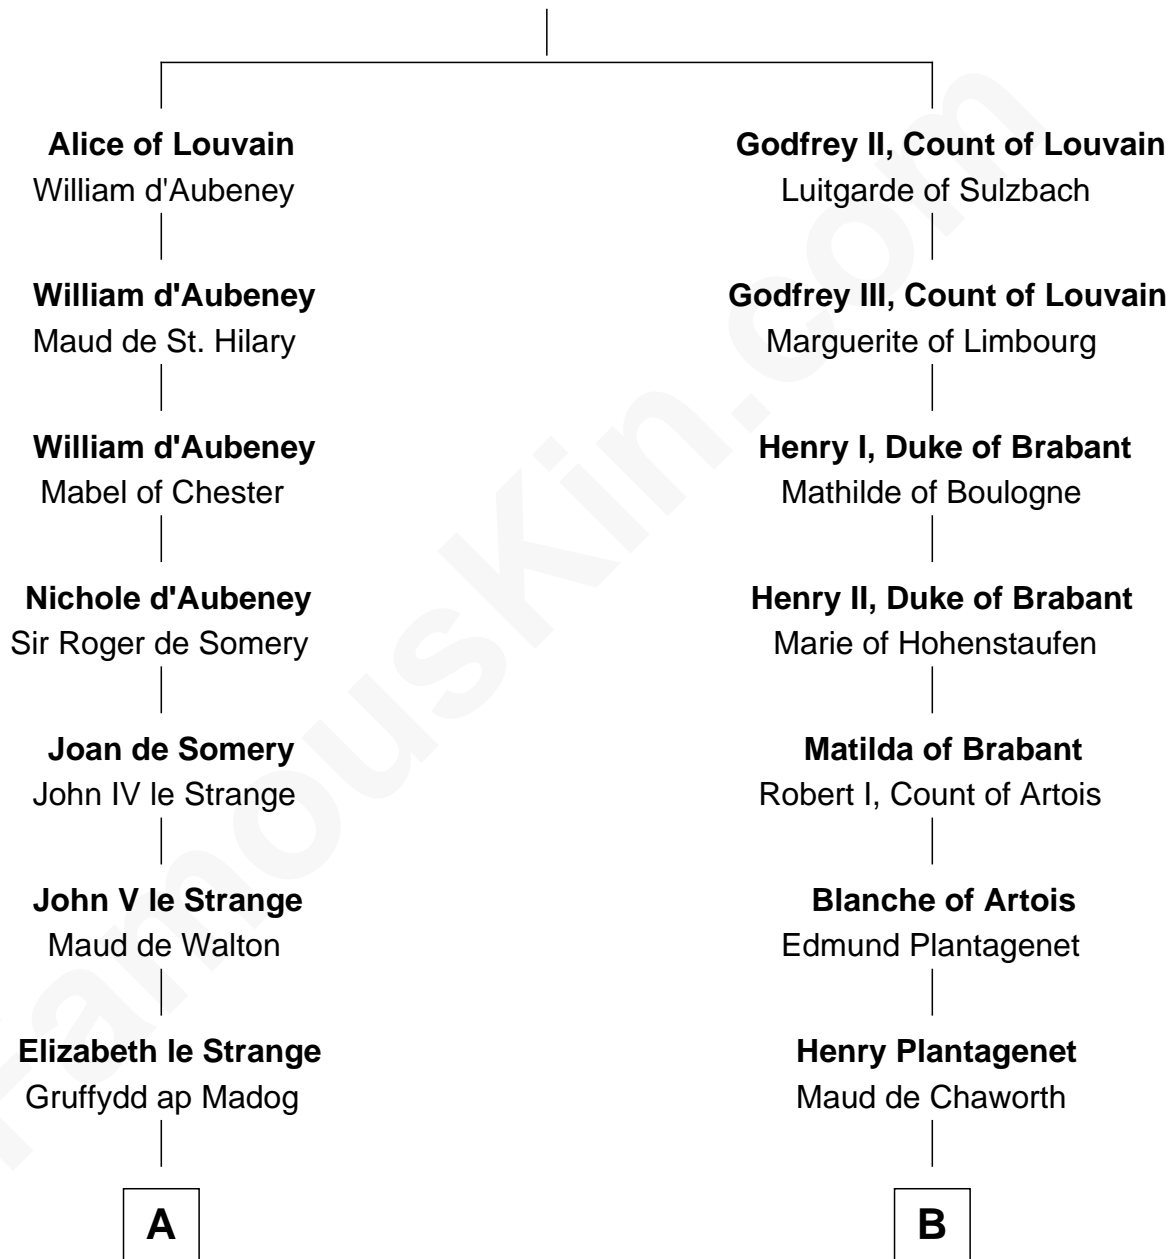 Alice of Louvain
William d'Aubeney
William d'Aubeney
Maud de St. Hilary
William d'Aubeney
Mabel of Chester
Nichole d'Aubeney
Sir Roger de Somery
Joan de Somery
John IV le Strange
John V le Strange
Maud de Walton
Elizabeth le Strange
Gruffydd ap Madog
A
Godfrey II, Count of Louvain
Luitgarde of Sulzbach
Godfrey III, Count of Louvain
Marguerite of Limbourg
Henry I, Duke of Brabant
Mathilde of Boulogne
Henry II, Duke of Brabant
Marie of Hohenstaufen
Matilda of Brabant
Robert I, Count of Artois
Blanche of Artois
Edmund Plantagenet
Henry Plantagenet
Maud de Chaworth
B
FamousKin.com